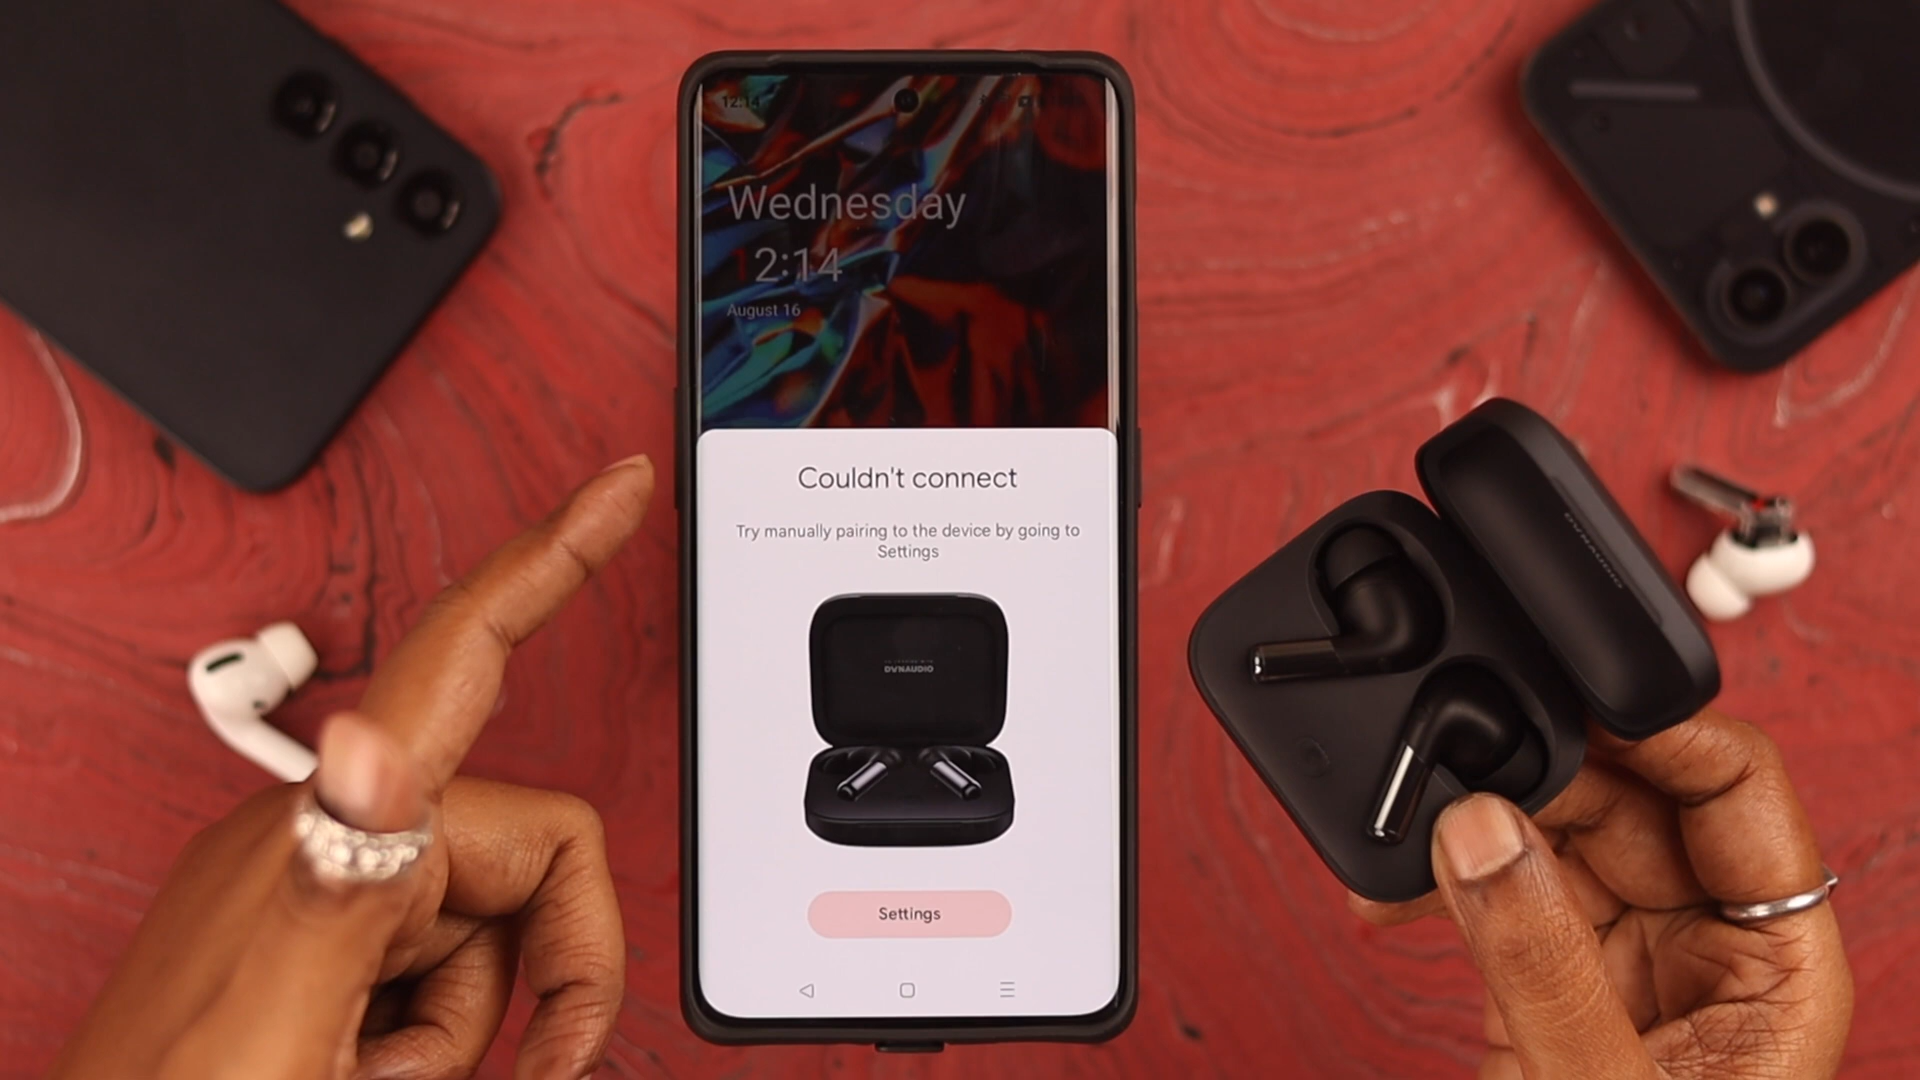 12:14
Wednesday
12:14
August 16
Couldn't connect
Try manually pairing to the device by going to
Settings
DYNAUDIO
Settings
DYNAUDIO